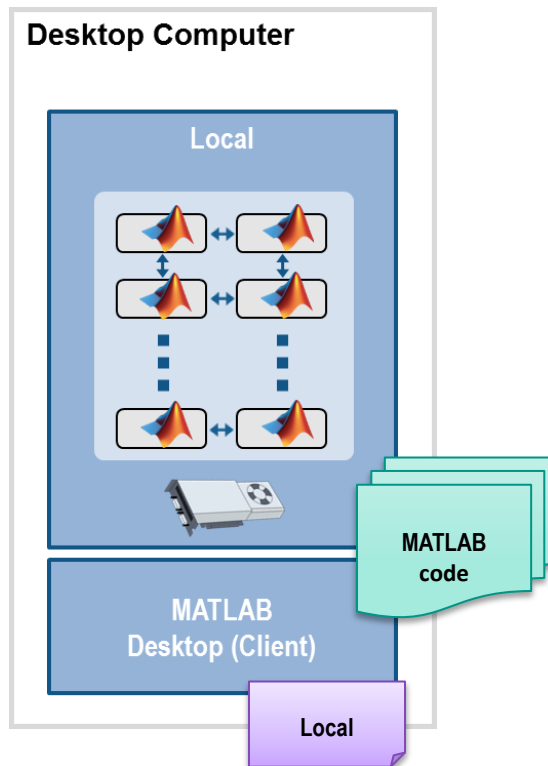 Desktop Computer
Local
MATLAB
code
MATLAB
Desktop (Client)
Local